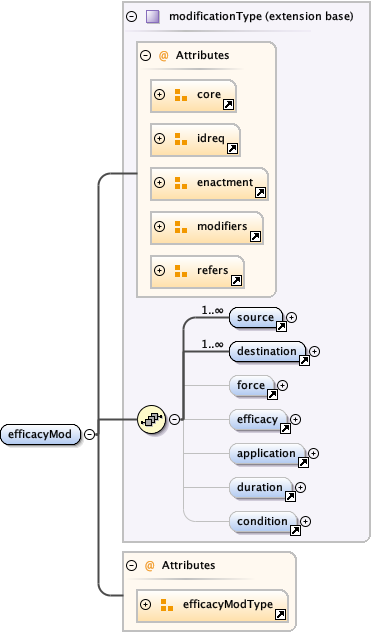 modificationType (extension base)
@ Attributes
core
idreq
enactment
modifiers
refers
1..∞
source
1..∞
destination
force
efficacy
application
duration
condition
efficacyMod
@ Attributes
efficacyModType